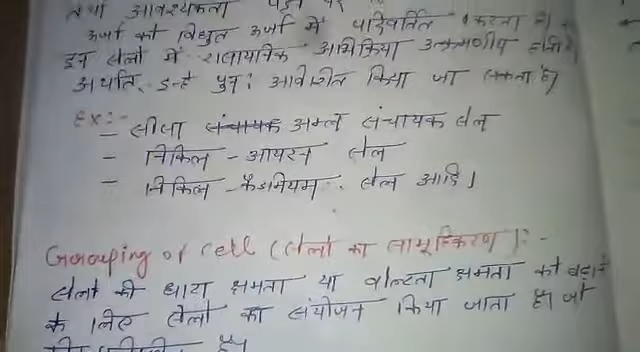 तथा आवश्यकता पड़ने पर
ऊर्जा को विधुत ऊर्जा में परिवर्तित करता है।
इन सेलो में रासायनिक अभिक्रिया उत्क्रमणीय होती
अर्थात् इन्हे पुन: आवेशित किया जा सकता है।
Ex:-
- सीसा संचायक अम्ल संचायक सेल
- निकिल - आयरन सेल
- निकिल - कैडमियम सेल आदि।
Grouping of cell (सेलो का सामूहिकरण):-
सेलो की धारा क्षमता या वोल्टता क्षमता को बढ़ाने
के लिए सेलो का संयोजन किया जाता है। जो
है।